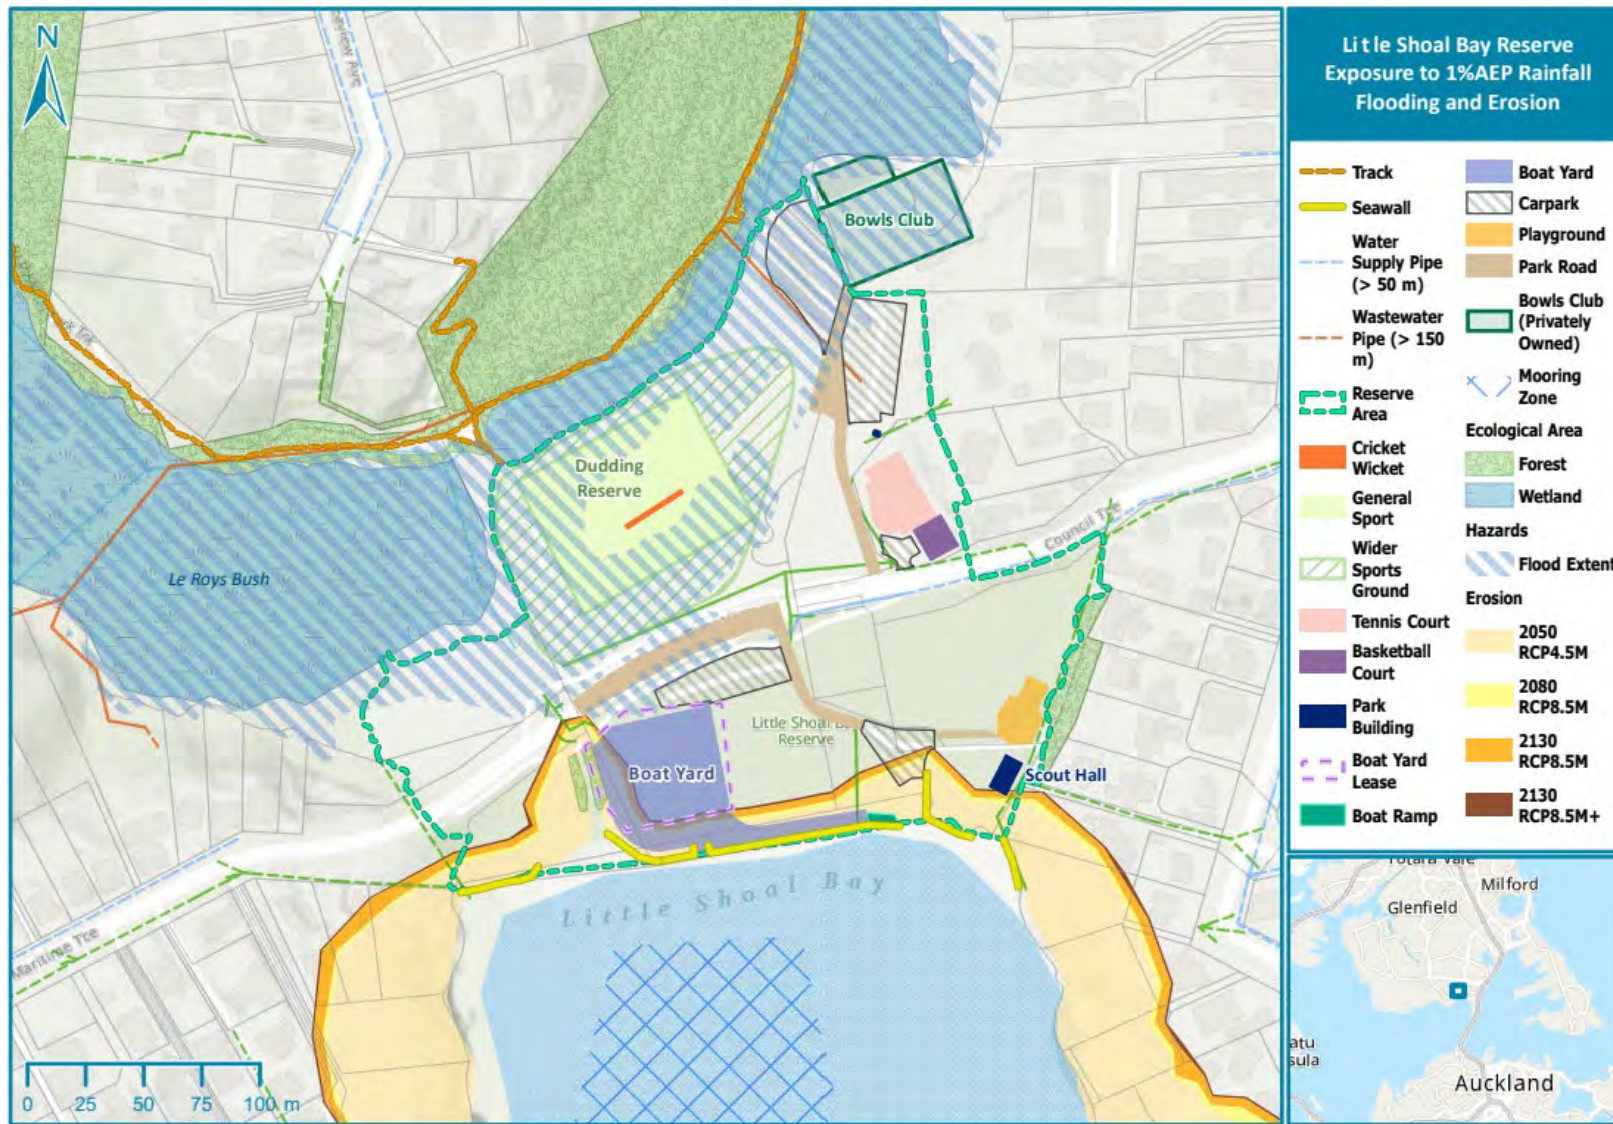 Li t le Shoal Bay Reserve
Exposure to 1%AEP Rainfall
Flooding and Erosion
N
Bowls Club
Dudding
Reserve
Council Tce
Le Roys Bush
Boat Yard
Reserve
Scout Hall
Little Shoal Bay
Maritime Tce
0 25 50 75 100 m
Track
Seawall
Water
Supply Pipe
(> 50 m)
Wastewater
Pipe (> 150
m)
Reserve
Area
Cricket
Wicket
General
Sport
Wider
Sports
Ground
Tennis Court
Basketball
Court
Park
Building
Boat Yard
Lease
Boat Ramp
Boat Yard
Carpark
Playground
Park Road
Bowls Club
(Privately
Owned)
Mooring
Zone
Ecological Area
Forest
Wetland
Hazards
Flood Extent
Erosion
2050
RCP4.5M
2080
RCP8.5M
2130
RCP8.5M
2130
RCP8.5M+
Milford
Glenfield
Auckland